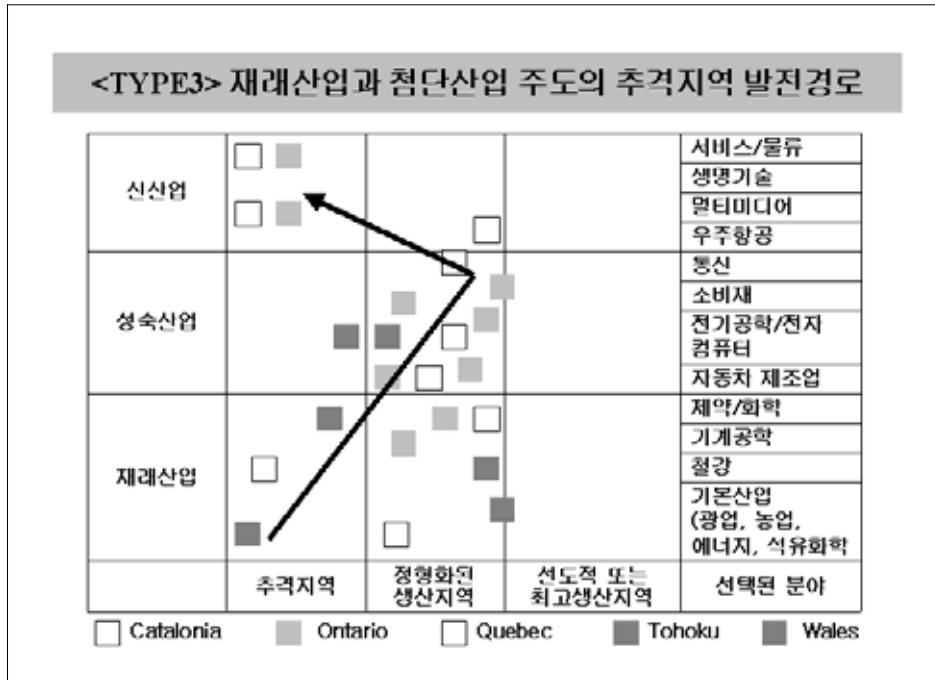 <TYPE3> 재래산업과 첨단산업 주도의 추격지역 발전경로
신산업
서비스/물류
생명기술
멀티미디어
우주항공
성숙산업
통신
소비재
전기공학/전자
컴퓨터
자동차 제조업
재래산업
제약/화학
기계공학
철강
기본산업
(광업, 농업,
에너지, 석유화학
추격지역
정형화된
생산지역
선도적 또는
최고생산지역
선택된 분야
Catalonia
Ontario
Quebec
Tohoku
Wales